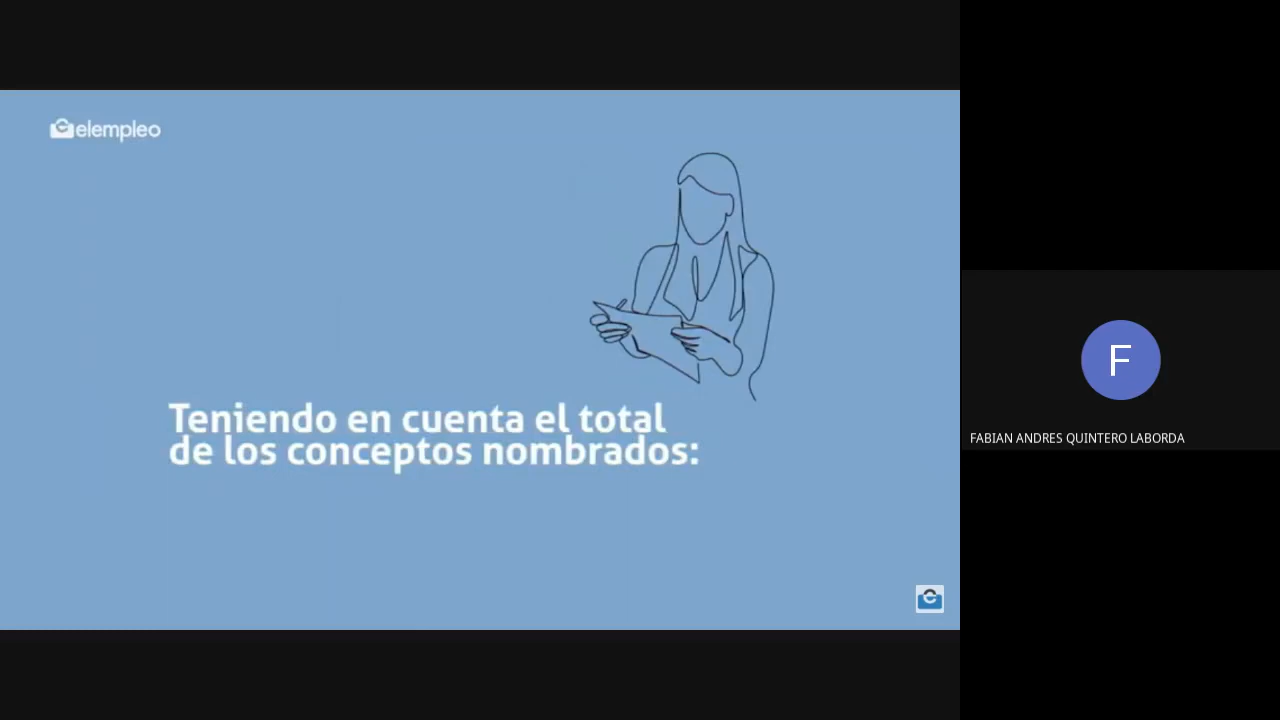 elempleo
Teniendo en cuenta el total
de los conceptos nombrados:
F
FABIAN ANDRES QUINTERO LABORDA